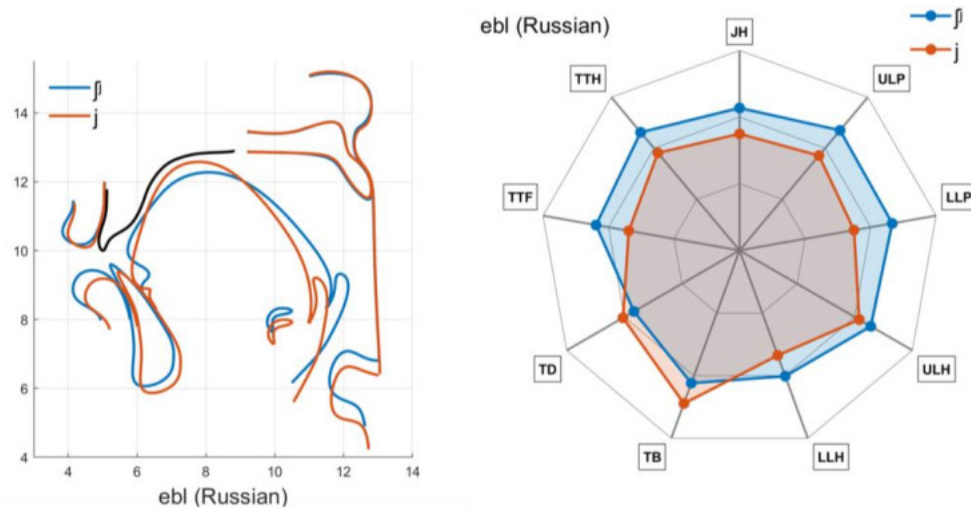 ʃʲ
j
14
12
10
8
6
4
4 6 8 10 12 14
ebl (Russian)
ebl (Russian)
ʃʲ
j
JH
TTH
ULP
TTF
LLP
TD
ULH
TB
LLH